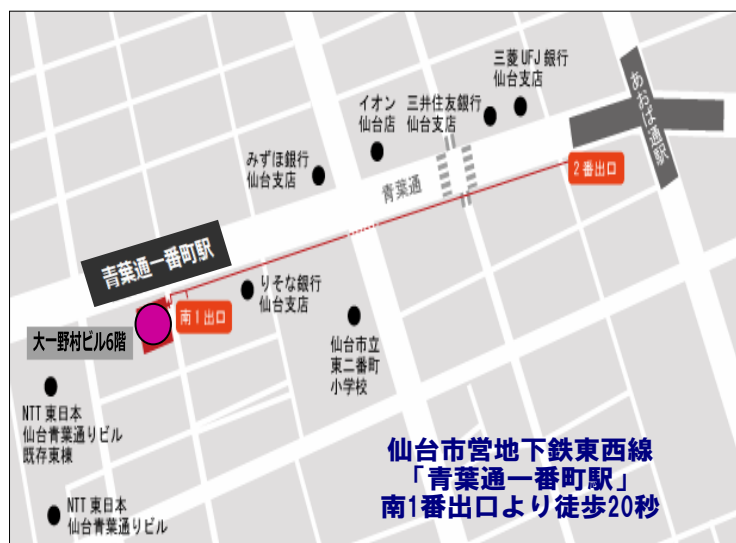 三菱UFJ銀行
仙台支店
あおば通駅
イオン
仙台店
三井住友銀行
仙台支店
みずほ銀行
仙台支店
青葉通
2番出口
青葉通一番町駅
りそな銀行
仙台支店
南1出口
大一野村ビル6階
仙台市立
東二番町
小学校
NTT東日本
仙台青葉通りビル
既存東棟
NTT東日本
仙台青葉通りビル
仙台市営地下鉄東西線
「青葉通一番町駅」
南1番出口より徒歩20秒